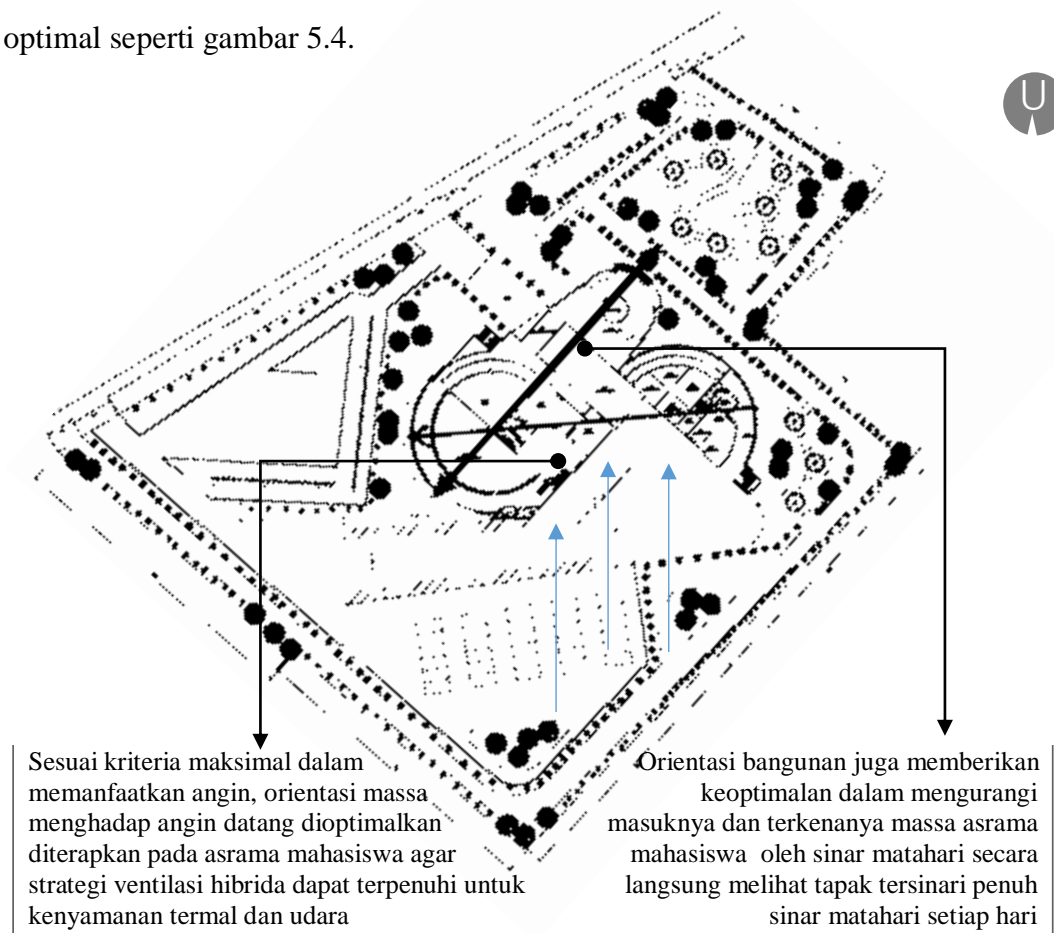 optimal seperti gambar 5.4.
U
Sesuai kriteria maksimal dalam
memanfaatkan angin, orientasi massa
menghadap angin datang dioptimalkan
diterapkan pada asrama mahasiswa agar
strategi ventilasi hibrida dapat terpenuhi untuk
kenyamanan termal dan udara
Orientasi bangunan juga memberikan
keoptimalan dalam mengurangi
masuknya dan terkenanya massa asrama
mahasiswa oleh sinar matahari secara
langsung melihat tapak tersinari penuh
sinar matahari setiap hari